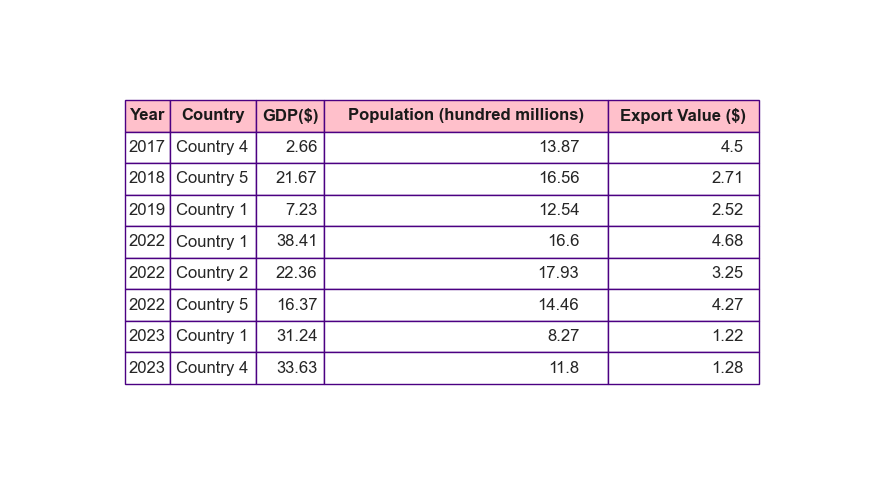 Year Country GDP($) Population (hundred millions) Export Value ($)
2017 Country 4 2.66 13.87 4.5
2018 Country 5 21.67 16.56 2.71
2019 Country 1 7.23 12.54 2.52
2022 Country 1 38.41 16.6 4.68
2022 Country 2 22.36 17.93 3.25
2022 Country 5 16.37 14.46 4.27
2023 Country 1 31.24 8.27 1.22
2023 Country 4 33.63 11.8 1.28